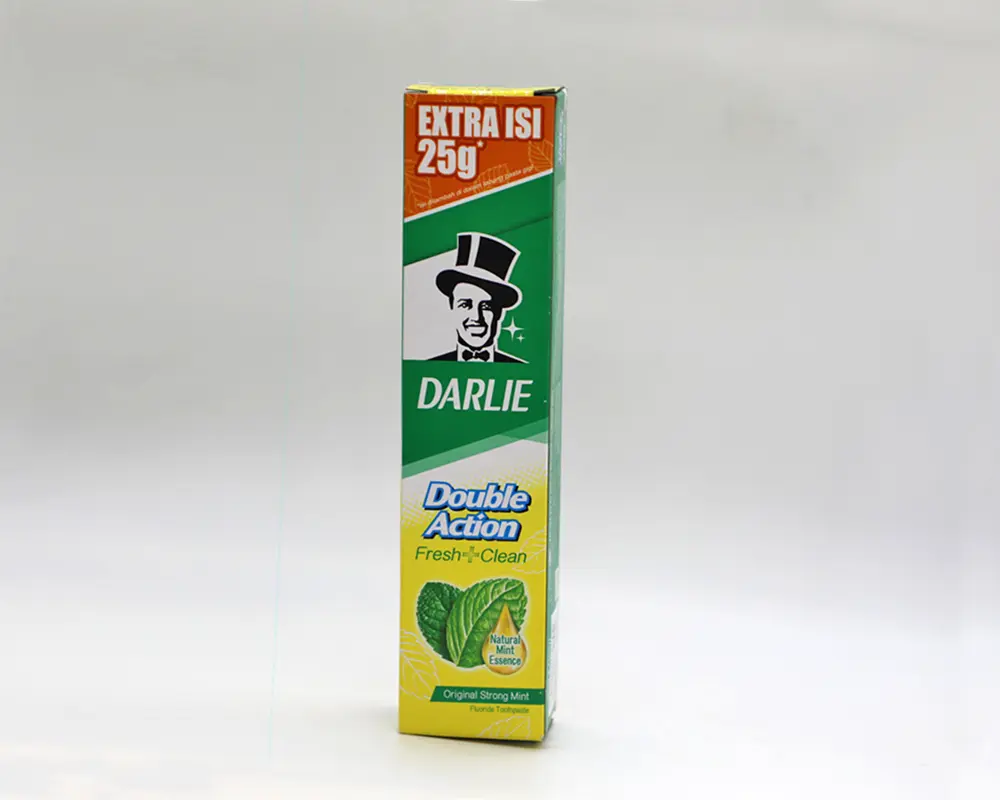 EXTRA ISI
25g*
DARLIE
Double
Action
Fresh+Clean
Natural
Mint
Essence
Original Strong Mint
Fluoride Toothpaste